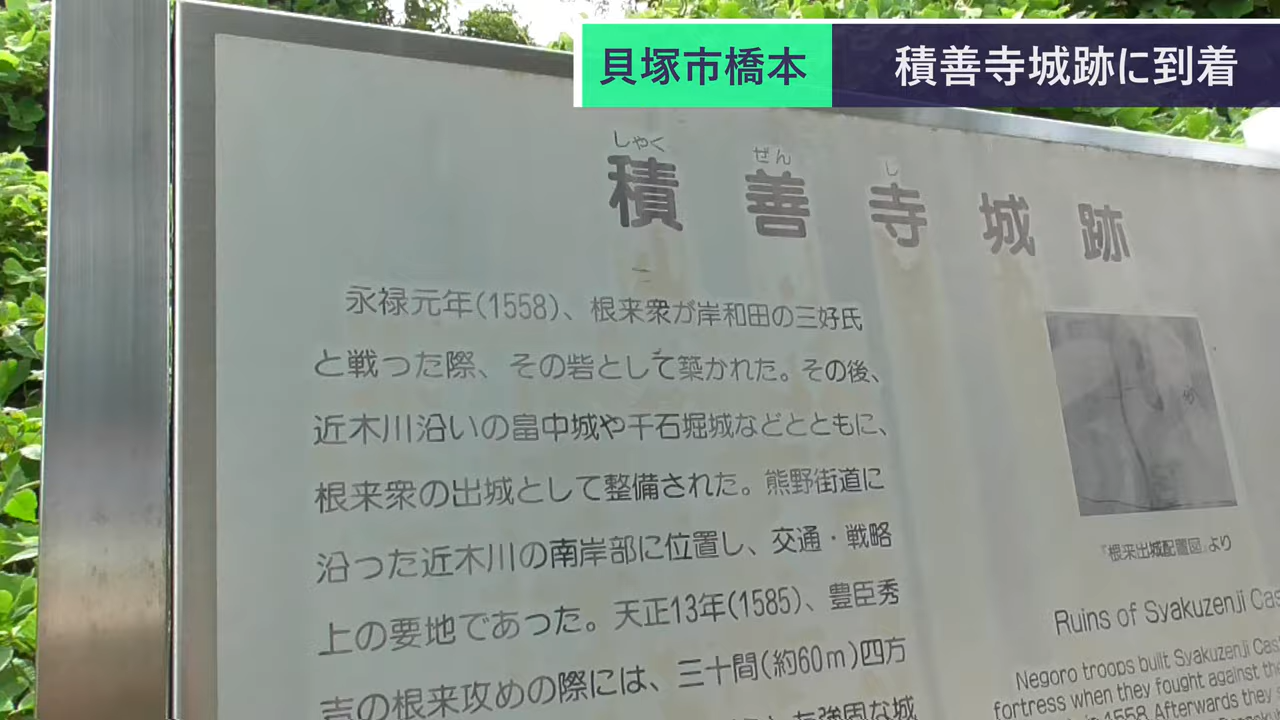 貝塚市橋本
積善寺城跡に到着
しゃく ぜん じ
積善寺城跡
永禄元年(1558)、根来衆が岸和田の三好氏
と戦った際、その砦として築かれた。その後、
近木川沿いの畠中城や千石堀城などとともに、
根来衆の出城として整備された。熊野街道に
沿った近木川の南岸部に位置し、交通・戦略
上の要地であった。天正13年(1585)、豊臣秀
吉の根来攻めの際には、三十間(約60m)四方
強固な城
『根来出城配置図』より
Ruins of Syakuzenji Cas
Negoro troops built Syakuzenji Cas
fortress when they fought against the
1558. Afterwards they